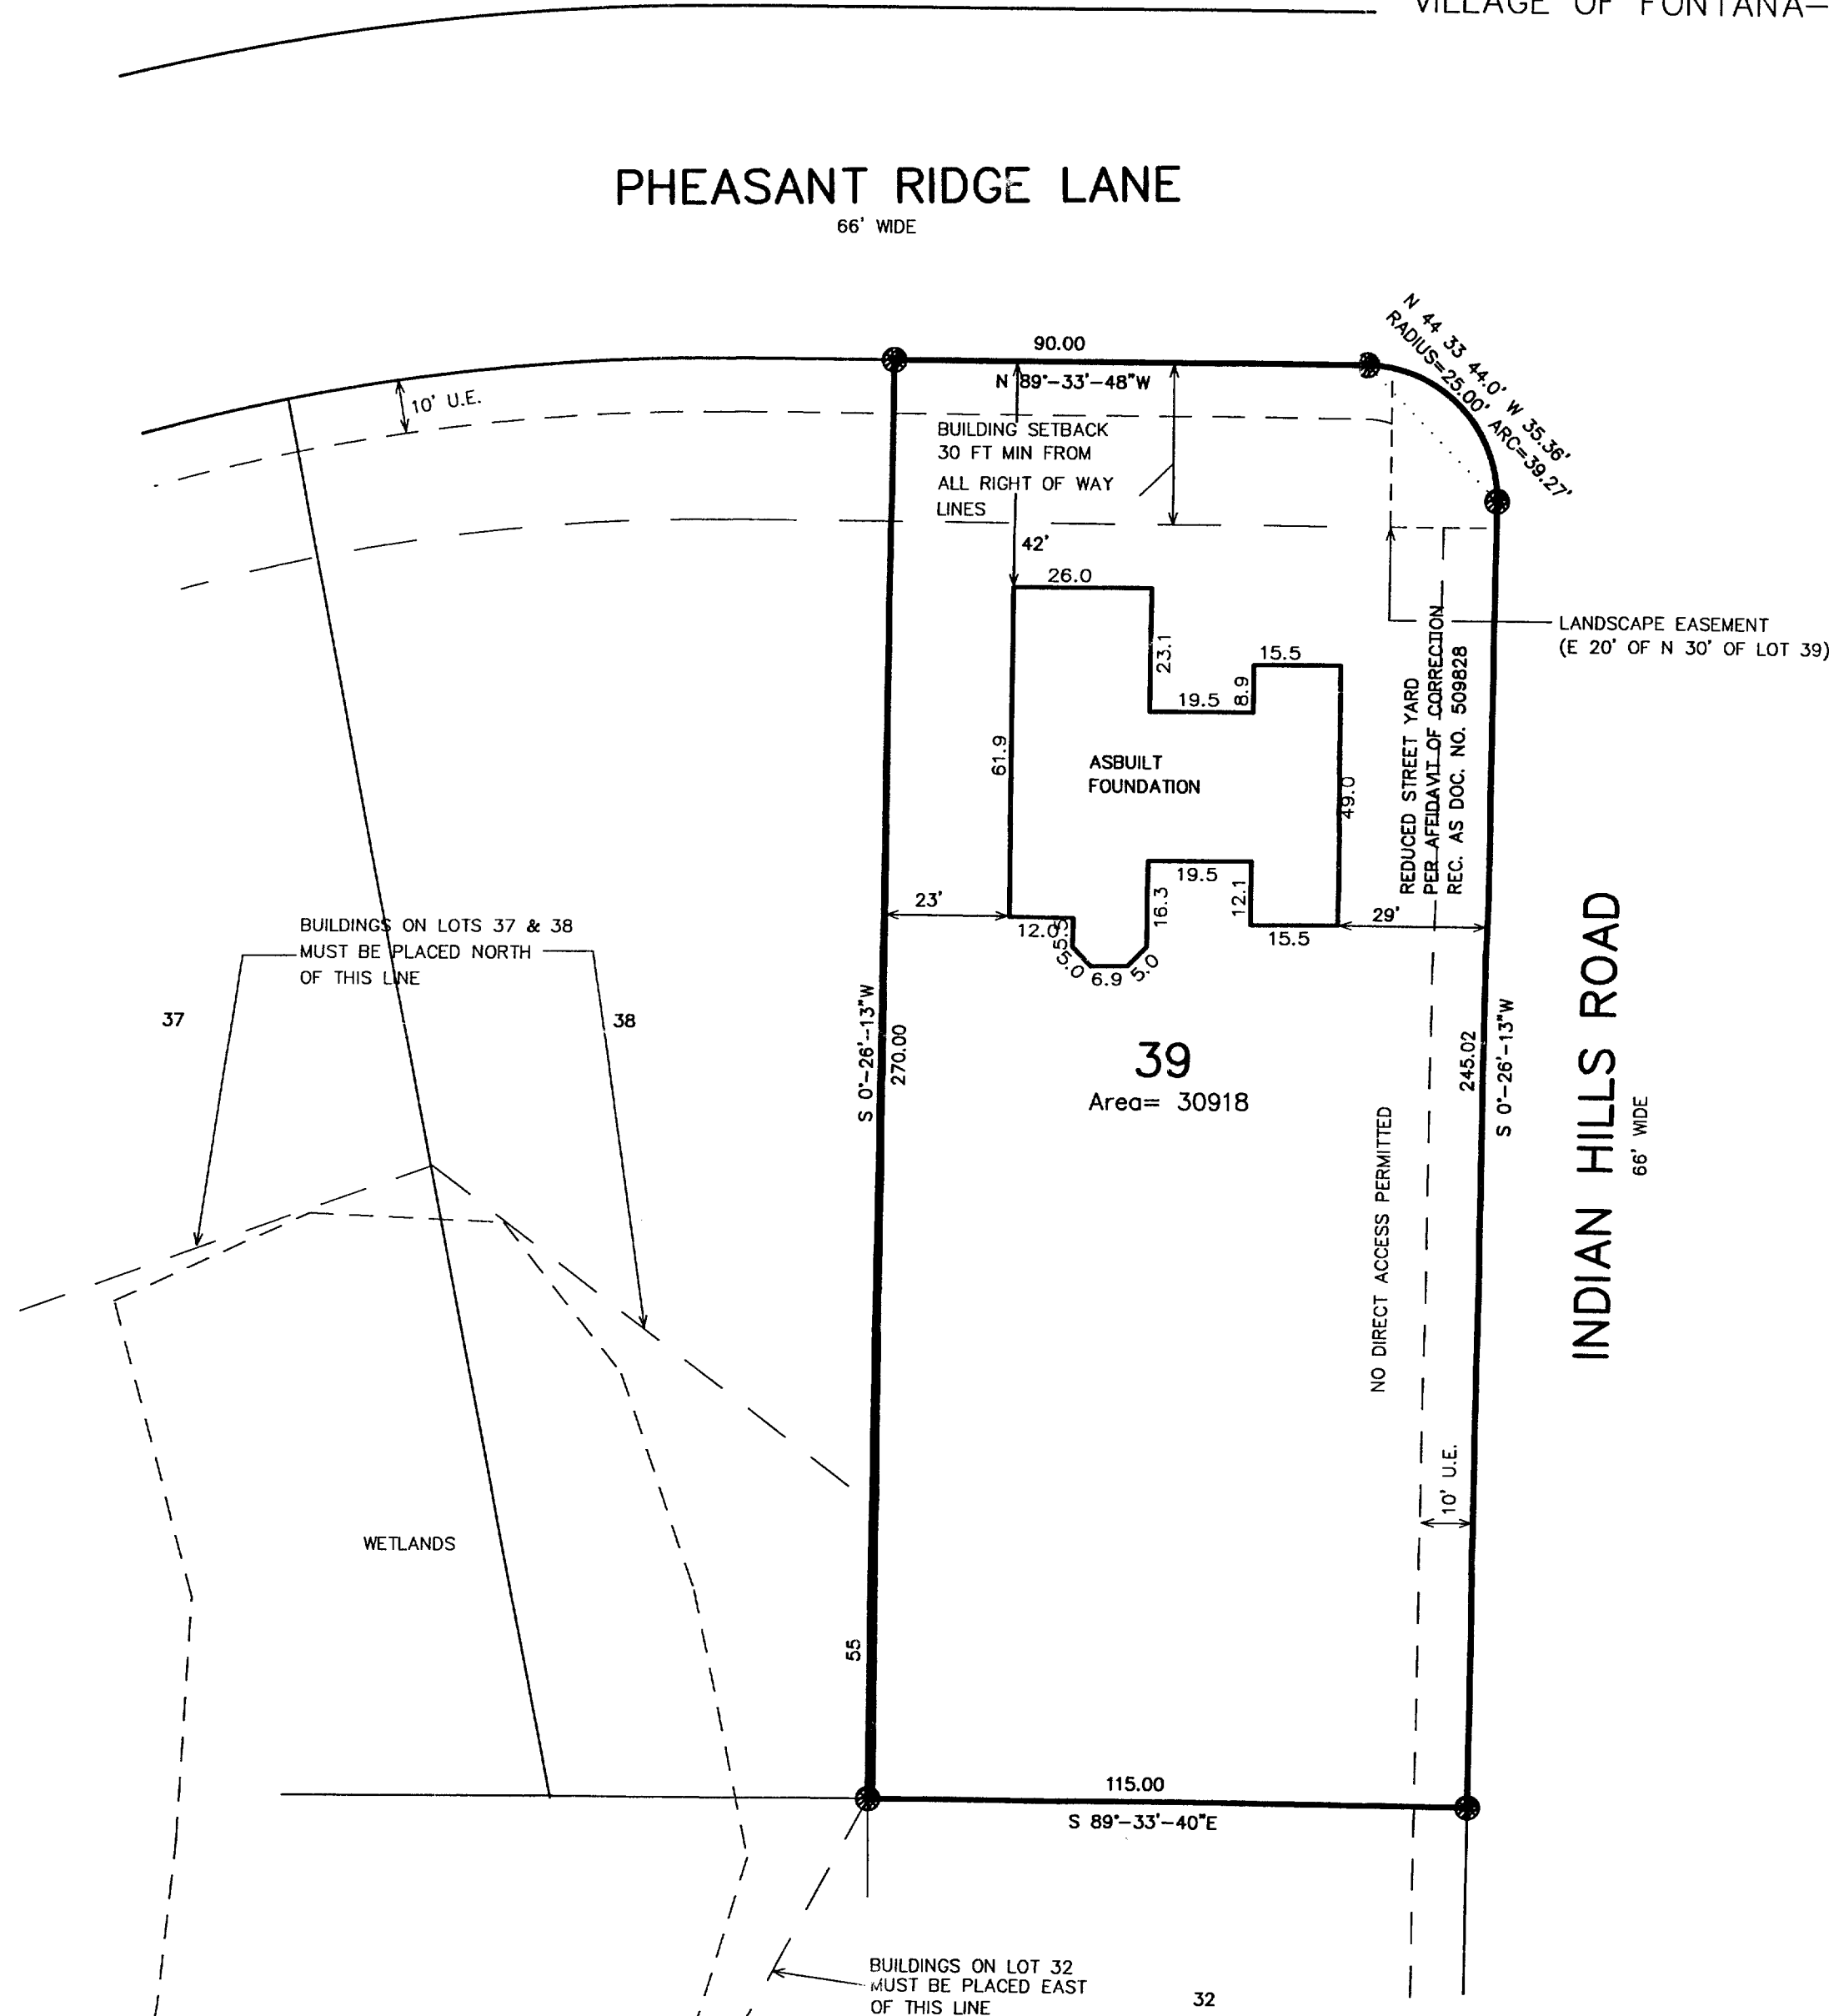 VILLAGE OF FONTANA—
PHEASANT RIDGE LANE
66' WIDE
N 44 33 44.0' W 35.36'
RADIUS=25.00' ARC=39.27'
90.00
N 89°-33'-48"W
10' U.E.
BUILDING SETBACK
30 FT MIN FROM
ALL RIGHT OF WAY
LINES
42'
26.0
23.1
15.5
8.9
19.5
LANDSCAPE EASEMENT
(E 20' OF N 30' OF LOT 39)
REDUCED STREET YARD
PER AFFIDAVIT OF CORRECTION
REC. AS DOC. NO. 509828
61.9
ASBUILT
FOUNDATION
49.0
19.5
16.3
12.1
23'
12.0
5.5
5.0
6.9
5.0
15.5
29'
BUILDINGS ON LOTS 37 & 38
MUST BE PLACED NORTH
OF THIS LINE
37
38
S 0°-26'-13"W
270.00
39
Area= 30918
245.02
S 0°-26'-13"W
INDIAN HILLS ROAD
66' WIDE
NO DIRECT ACCESS PERMITTED
10' U.E.
WETLANDS
55
115.00
S 89°-33'-40"E
BUILDINGS ON LOT 32
MUST BE PLACED EAST
OF THIS LINE
32